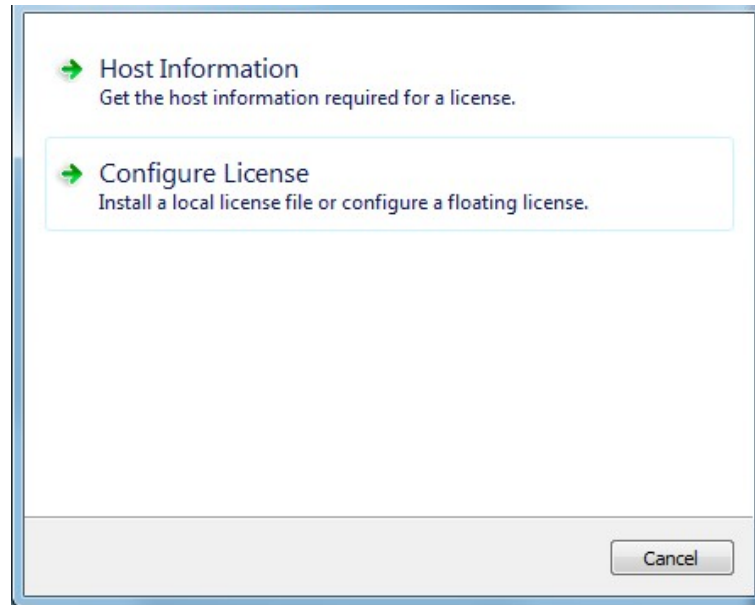 Host Information
Get the host information required for a license.
Configure License
Install a local license file or configure a floating license.
Cancel